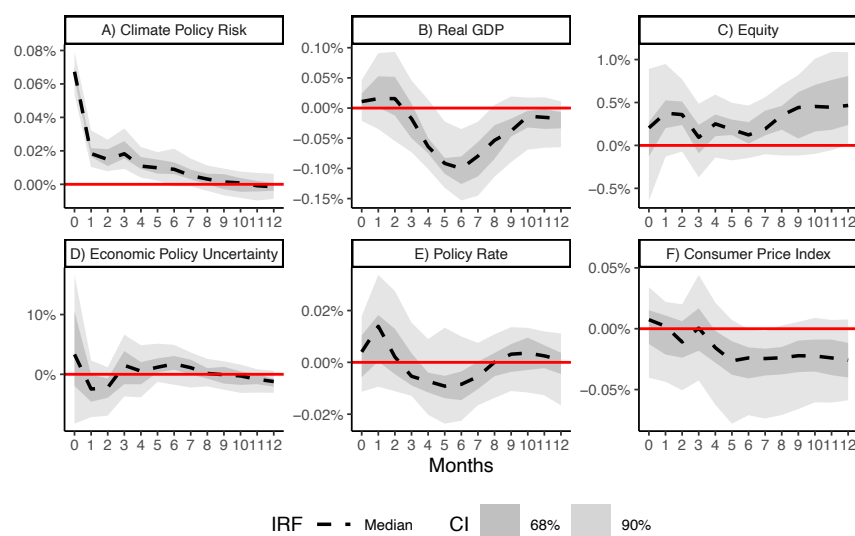 A) Climate Policy Risk
B) Real GDP
C) Equity
0.08%
0.06%
0.04%
0.02%
0.00%
0 1 2 3 4 5 6 7 8 9 10 11 12
0.10%
0.05%
0.00%
−0.05%
−0.10%
−0.15%
0 1 2 3 4 5 6 7 8 9 10 11 12
1.0%
0.5%
0.0%
−0.5%
0 1 2 3 4 5 6 7 8 9 10 11 12
D) Economic Policy Uncertainty
E) Policy Rate
F) Consumer Price Index
10%
0%
0 1 2 3 4 5 6 7 8 9 10 11 12
0.02%
0.00%
−0.02%
0 1 2 3 4 5 6 7 8 9 10 11 12
0.05%
0.00%
−0.05%
0 1 2 3 4 5 6 7 8 9 10 11 12
Months
IRF Median CI 68% 90%